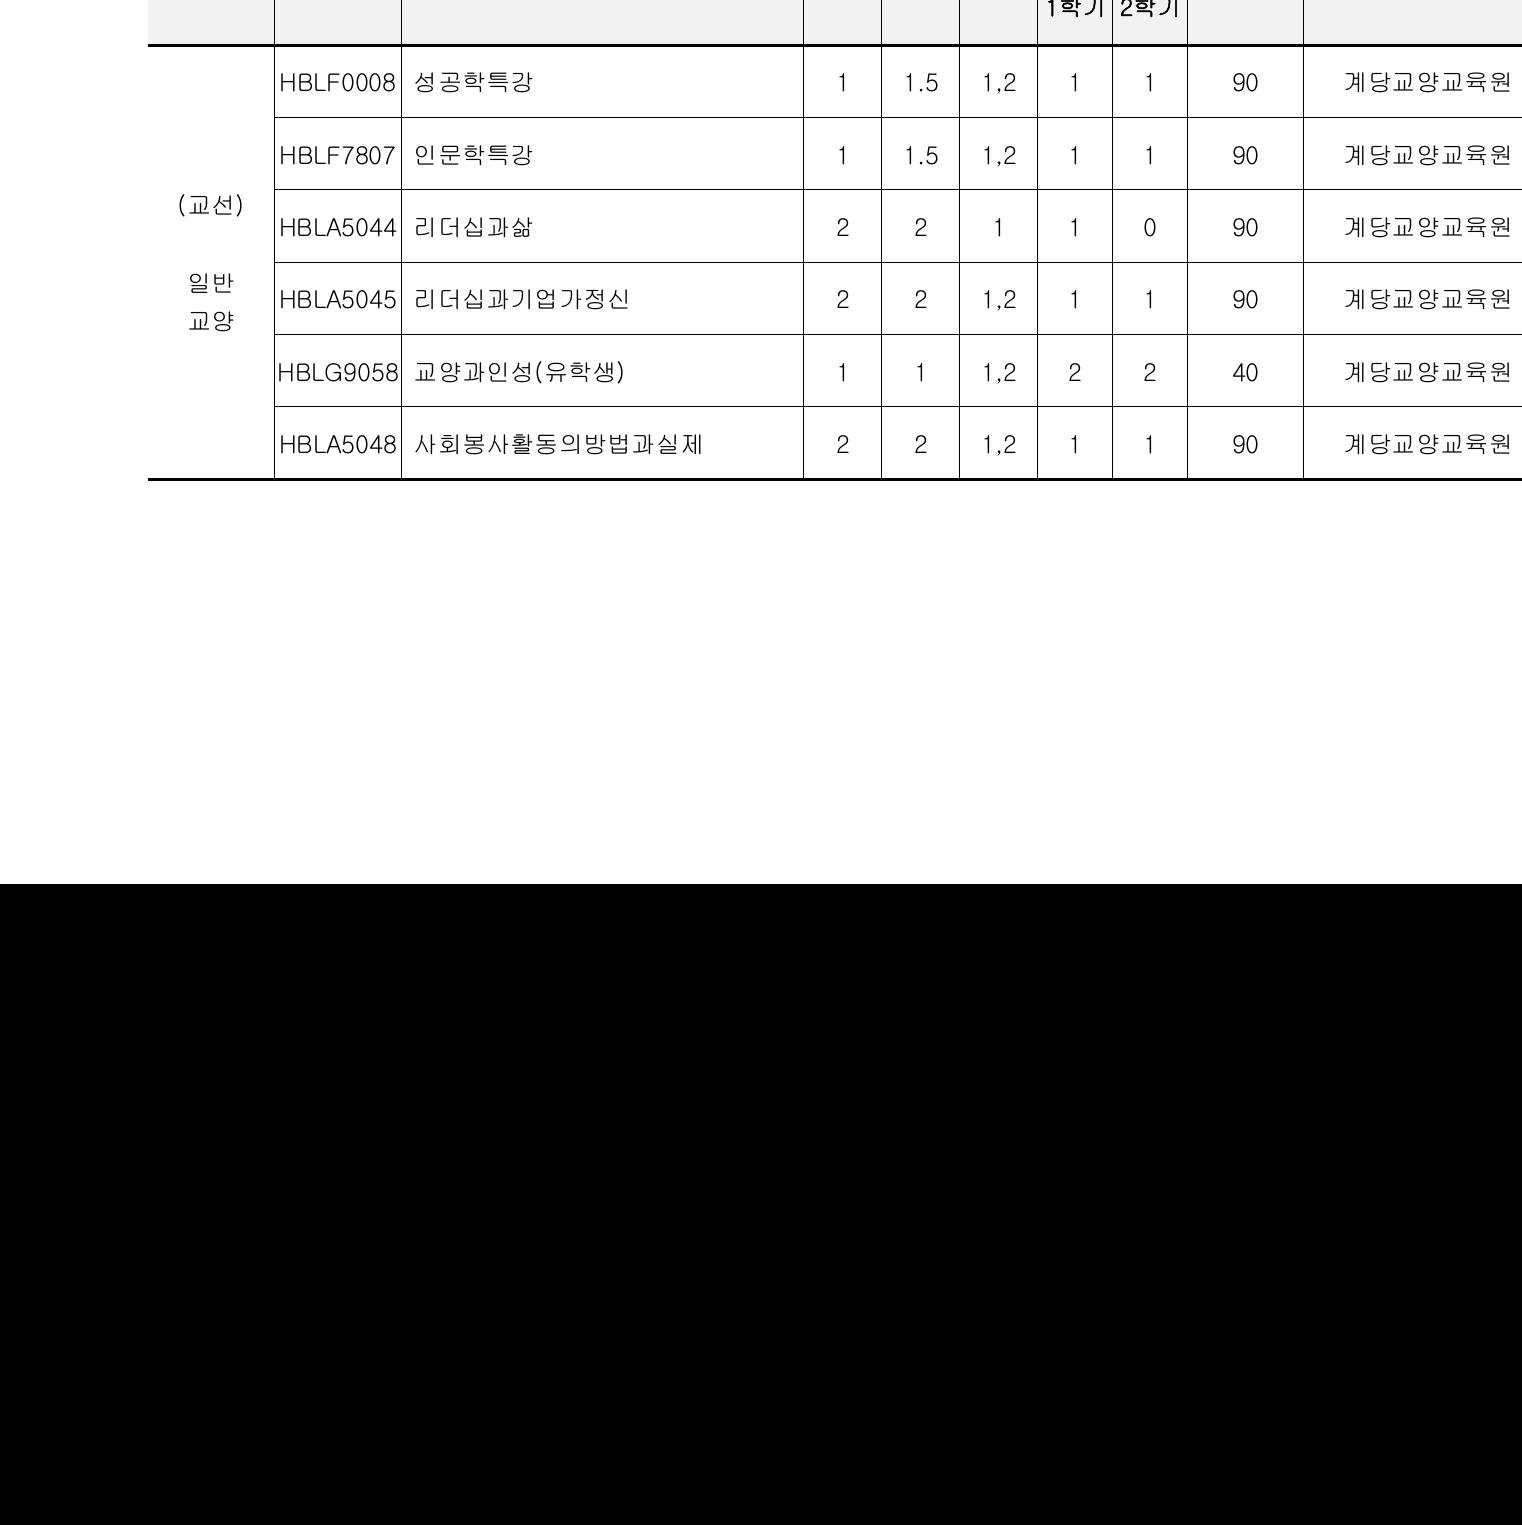 1학기 2학기
HBLF0008 성공학특강 1 1.5 1,2 1 1 90 계당교양교육원
HBLF7807 인문학특강 1 1.5 1,2 1 1 90 계당교양교육원
(교선)
HBLA5044 리더십과삶 2 2 1 1 0 90 계당교양교육원
일반
HBLA5045 리더십과기업가정신 2 2 1,2 1 1 90 계당교양교육원
교양
HBLG9058 교양과인성(유학생) 1 1 1,2 2 2 40 계당교양교육원
HBLA5048 사회봉사활동의방법과실제 2 2 1,2 1 1 90 계당교양교육원